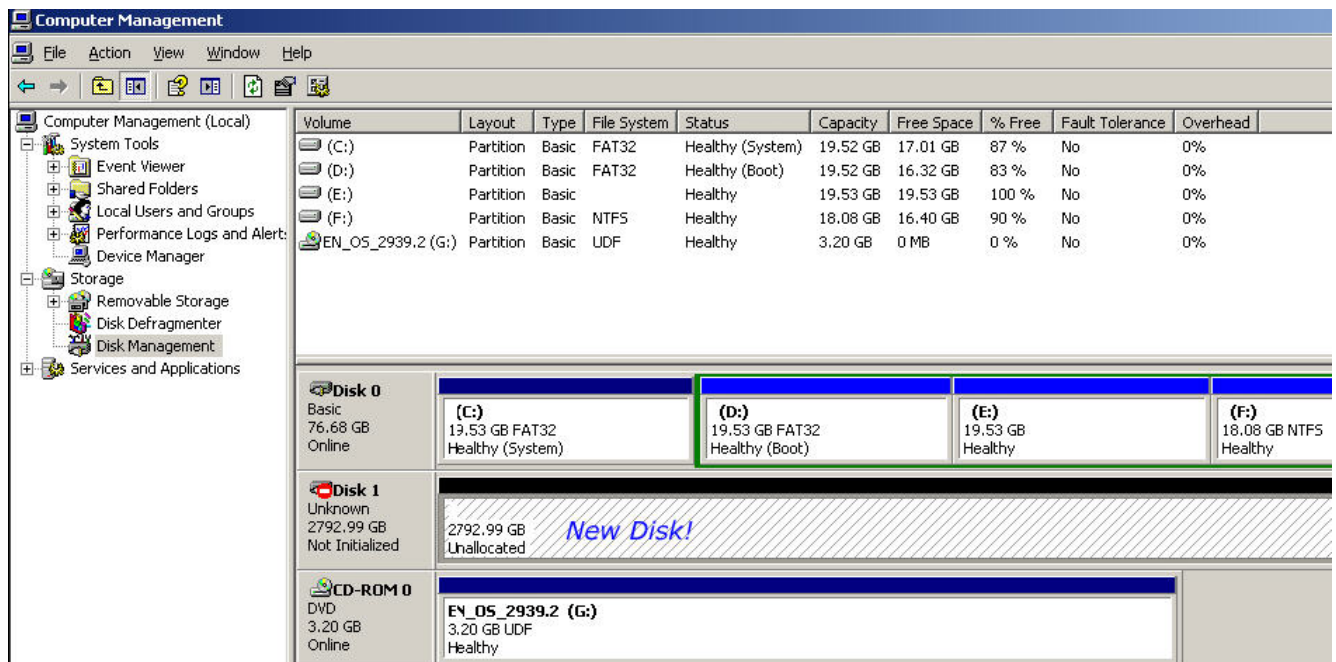 Computer Management
File Action View Window Help
Computer Management (Local)
System Tools
Event Viewer
Shared Folders
Local Users and Groups
Performance Logs and Alert
Device Manager
Storage
Removable Storage
Disk Defragmenter
Disk Management
Services and Applications
Volume Layout Type File System Status Capacity Free Space % Free Fault Tolerance Overhead
(C:) Partition Basic FAT32 Healthy (System) 19.52 GB 17.01 GB 87 % No 0%
(D:) Partition Basic FAT32 Healthy (Boot) 19.52 GB 16.32 GB 83 % No 0%
(E:) Partition Basic Healthy 19.53 GB 19.53 GB 100 % No 0%
(F:) Partition Basic NTFS Healthy 18.08 GB 16.40 GB 90 % No 0%
EN_OS_2939.2 (G:) Partition Basic UDF Healthy 3.20 GB 0 MB 0 % No 0%
Disk 0
Basic
76.68 GB
Online
(C:)
19.53 GB FAT32
Healthy (System)
(D:)
19.53 GB FAT32
Healthy (Boot)
(E:)
19.53 GB
Healthy
(F:)
18.08 GB NTFS
Healthy
Disk 1
Unknown
2792.99 GB
Not Initialized
2792.99 GB
Unallocated
New Disk!
CD-ROM 0
DVD
3.20 GB
Online
EN_OS_2939.2 (G:)
3.20 GB UDF
Healthy